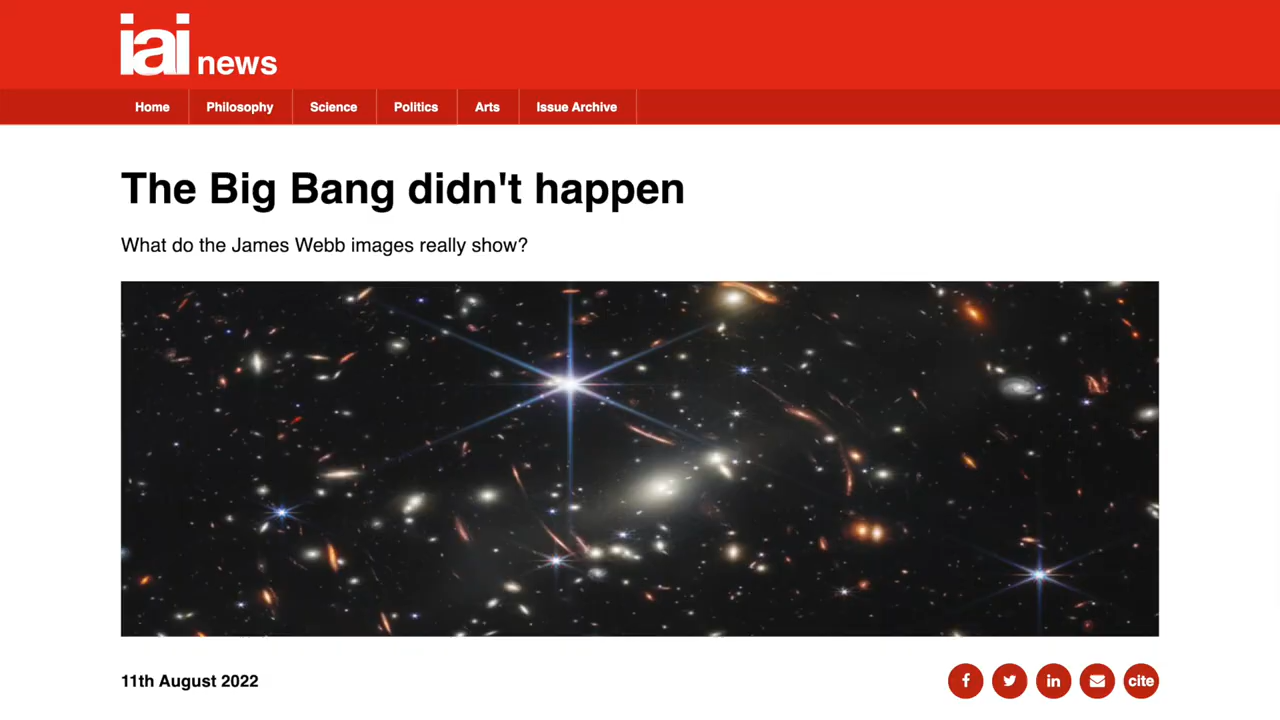 iai news
Home Philosophy Science Politics Arts Issue Archive
The Big Bang didn't happen
What do the James Webb images really show?
11th August 2022
f in cite